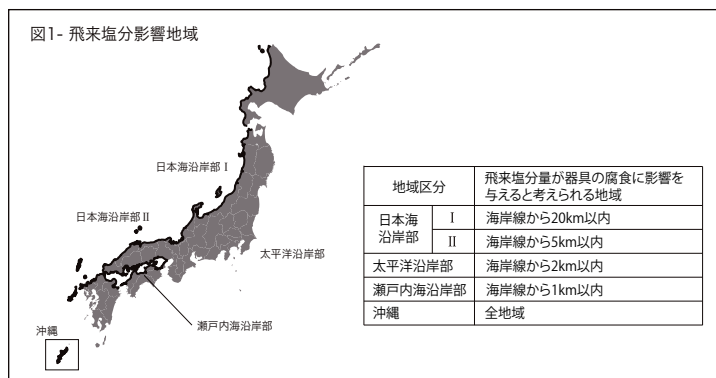 図1- 飛来塩分影響地域
日本海沿岸部Ⅰ
日本海沿岸部Ⅱ
太平洋沿岸部
瀬戸内海沿岸部
沖縄
地域区分
飛来塩分量が器具の腐食に影響を
与えると考えられる地域
日本海
沿岸部
Ⅰ
海岸線から20km以内
Ⅱ
海岸線から5km以内
太平洋沿岸部
海岸線から2km以内
瀬戸内海沿岸部
海岸線から1km以内
沖縄
全地域